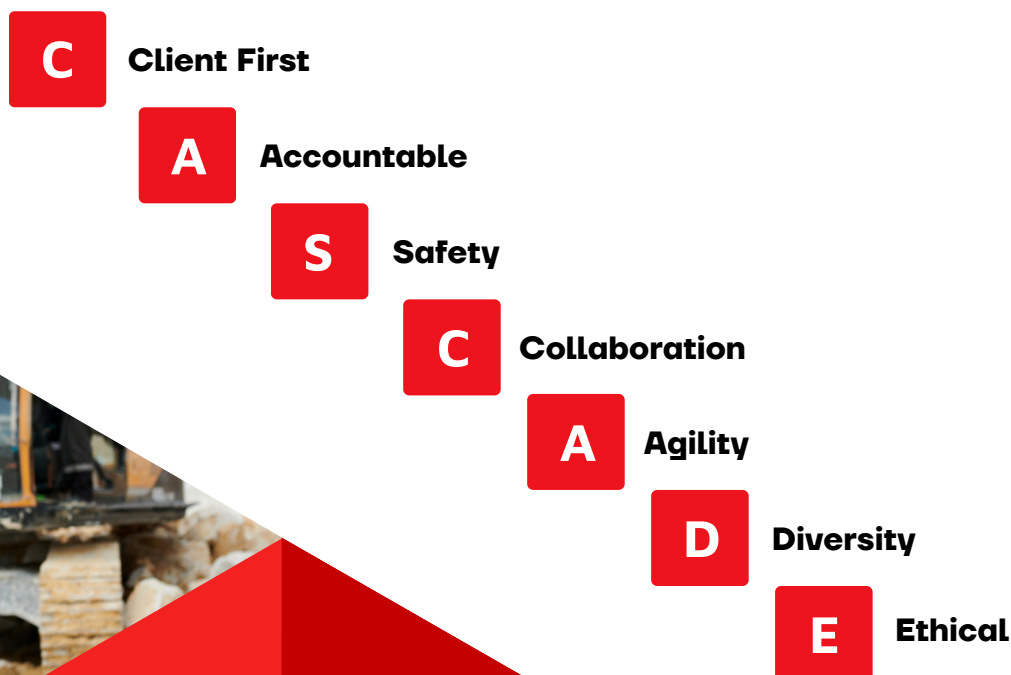 C Client First
A Accountable
S Safety
C Collaboration
A Agility
D Diversity
E Ethical